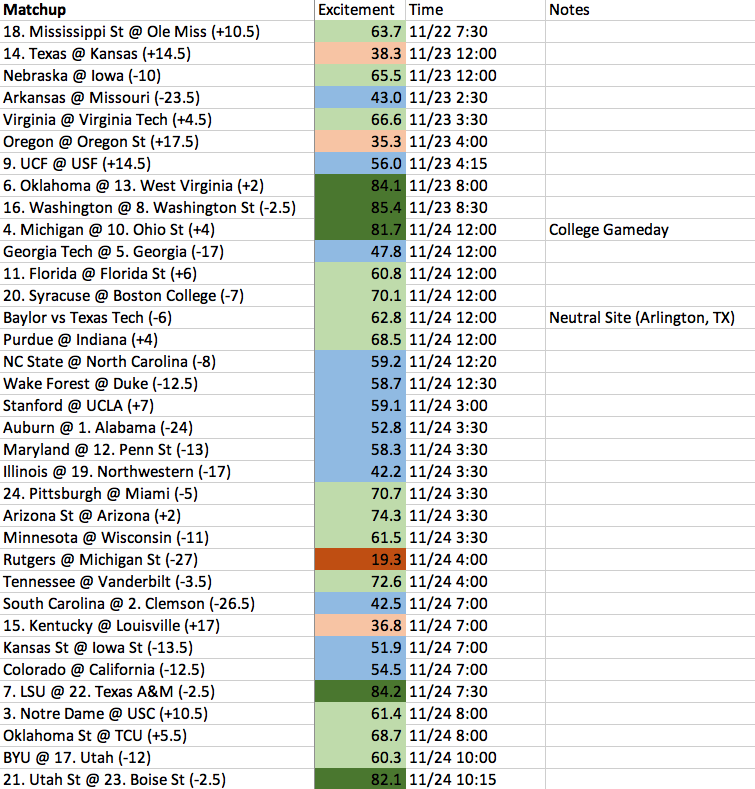 Matchup Excitement Time Notes
18. Mississippi St @ Ole Miss (+10.5) 63.7 11/22 7:30
14. Texas @ Kansas (+14.5) 38.3 11/23 12:00
Nebraska @ Iowa (-10) 65.5 11/23 12:00
Arkansas @ Missouri (-23.5) 43.0 11/23 2:30
Virginia @ Virginia Tech (+4.5) 66.6 11/23 3:30
Oregon @ Oregon St (+17.5) 35.3 11/23 4:00
9. UCF @ USF (+14.5) 56.0 11/23 4:15
6. Oklahoma @ 13. West Virginia (+2) 84.1 11/23 8:00
16. Washington @ 8. Washington St (-2.5) 85.4 11/23 8:30
4. Michigan @ 10. Ohio St (+4) 81.7 11/24 12:00 College Gameday
Georgia Tech @ 5. Georgia (-17) 47.8 11/24 12:00
11. Florida @ Florida St (+6) 60.8 11/24 12:00
20. Syracuse @ Boston College (-7) 70.1 11/24 12:00
Baylor vs Texas Tech (-6) 62.8 11/24 12:00 Neutral Site (Arlington, TX)
Purdue @ Indiana (+4) 68.5 11/24 12:00
NC State @ North Carolina (-8) 59.2 11/24 12:20
Wake Forest @ Duke (-12.5) 58.7 11/24 12:30
Stanford @ UCLA (+7) 59.1 11/24 3:00
Auburn @ 1. Alabama (-24) 52.8 11/24 3:30
Maryland @ 12. Penn St (-13) 58.3 11/24 3:30
Illinois @ 19. Northwestern (-17) 42.2 11/24 3:30
24. Pittsburgh @ Miami (-5) 70.7 11/24 3:30
Arizona St @ Arizona (+2) 74.3 11/24 3:30
Minnesota @ Wisconsin (-11) 61.5 11/24 3:30
Rutgers @ Michigan St (-27) 19.3 11/24 4:00
Tennessee @ Vanderbilt (-3.5) 72.6 11/24 4:00
South Carolina @ 2. Clemson (-26.5) 42.5 11/24 7:00
15. Kentucky @ Louisville (+17) 36.8 11/24 7:00
Kansas St @ Iowa St (-13.5) 51.9 11/24 7:00
Colorado @ California (-12.5) 54.5 11/24 7:00
7. LSU @ 22. Texas A&M (-2.5) 84.2 11/24 7:30
3. Notre Dame @ USC (+10.5) 61.4 11/24 8:00
Oklahoma St @ TCU (+5.5) 68.7 11/24 8:00
BYU @ 17. Utah (-12) 60.3 11/24 10:00
21. Utah St @ 23. Boise St (-2.5) 82.1 11/24 10:15